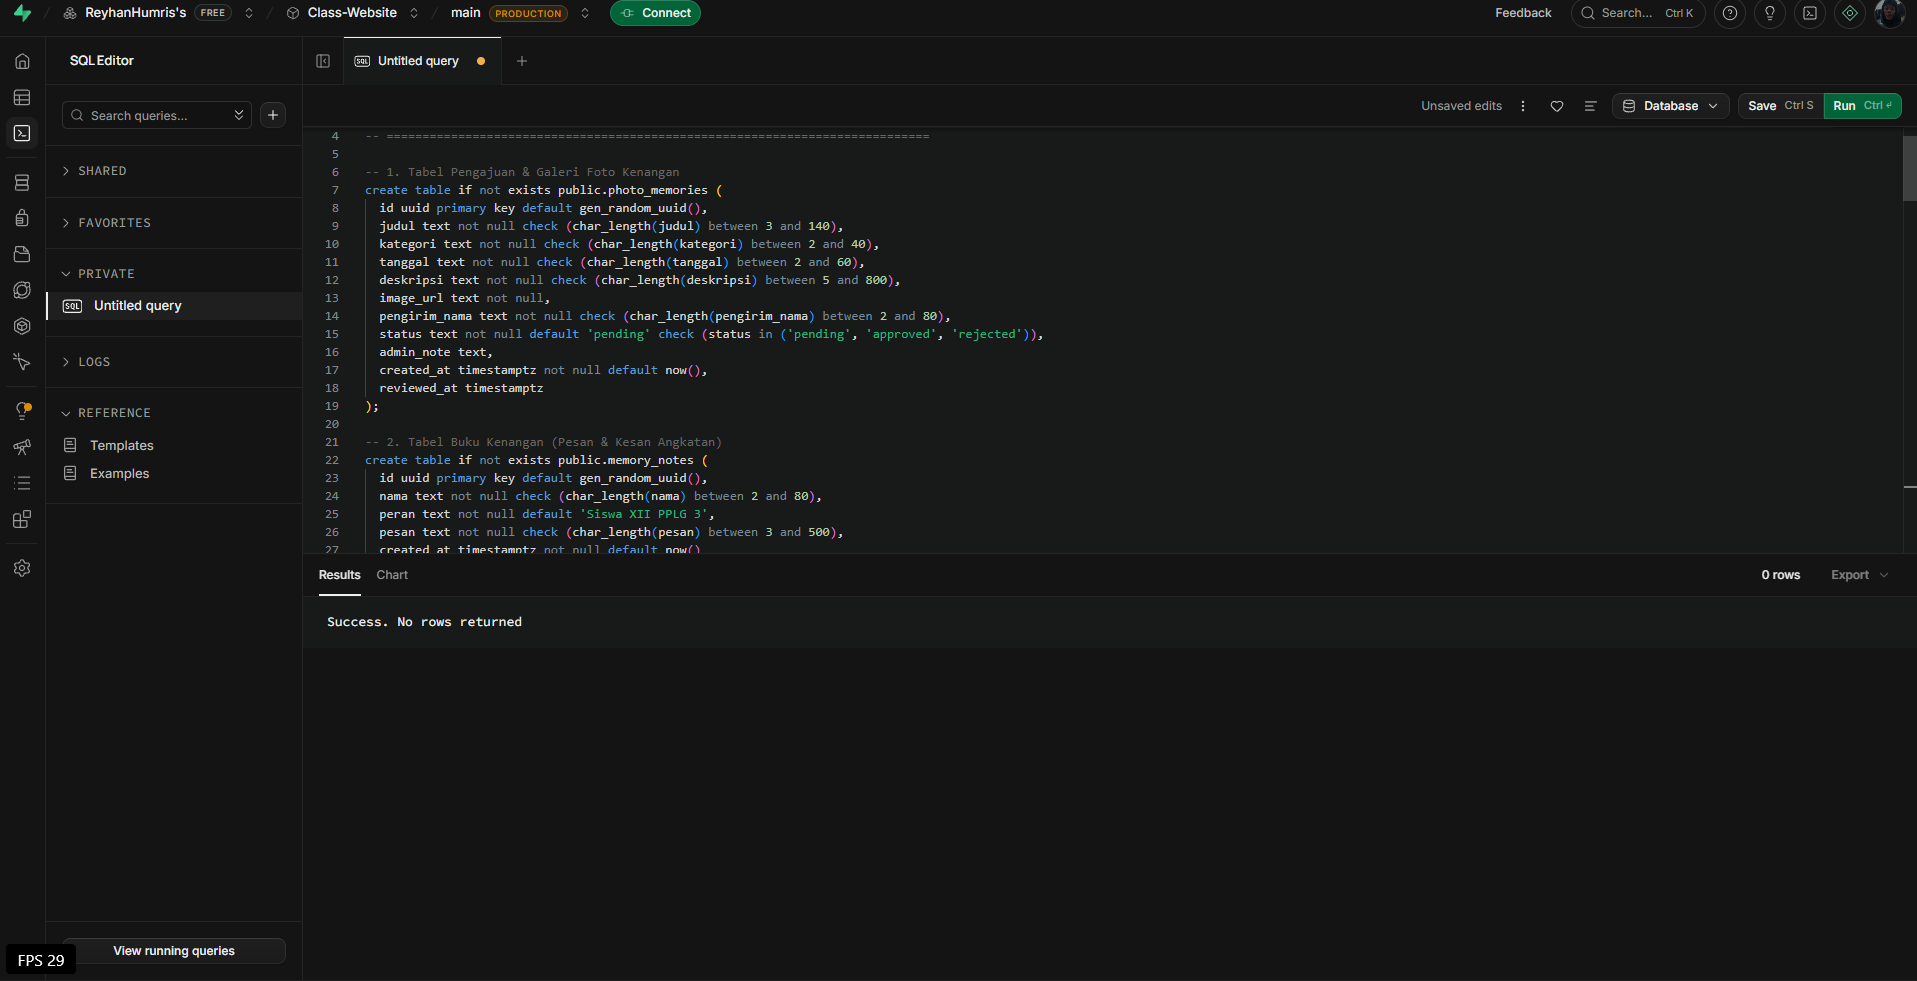 ReyhanHumris's FREE / Class-Website / main PRODUCTION Connect Feedback Search... Ctrl K
SQL Editor
Untitled query
Search queries...
Unsaved edits Database Save Ctrl S Run Ctrl ↵
SHARED
FAVORITES
PRIVATE
Untitled query
LOGS
REFERENCE
Templates
Examples
View running queries
FPS 29
4 -- ============================================================================
5
6 -- 1. Tabel Pengajuan & Galeri Foto Kenangan
7 create table if not exists public.photo_memories (
8 id uuid primary key default gen_random_uuid(),
9 judul text not null check (char_length(judul) between 3 and 140),
10 kategori text not null check (char_length(kategori) between 2 and 40),
11 tanggal text not null check (char_length(tanggal) between 2 and 60),
12 deskripsi text not null check (char_length(deskripsi) between 5 and 800),
13 image_url text not null,
14 pengirim_nama text not null check (char_length(pengirim_nama) between 2 and 80),
15 status text not null default 'pending' check (status in ('pending', 'approved', 'rejected')),
16 admin_note text,
17 created_at timestamptz not null default now(),
18 reviewed_at timestamptz
19 );
20
21 -- 2. Tabel Buku Kenangan (Pesan & Kesan Angkatan)
22 create table if not exists public.memory_notes (
23 id uuid primary key default gen_random_uuid(),
24 nama text not null check (char_length(nama) between 2 and 80),
25 peran text not null default 'Siswa XII PPLG 3',
26 pesan text not null check (char_length(pesan) between 3 and 500),
27 created_at timestamptz not null default now()
Results Chart 0 rows Export
Success. No rows returned